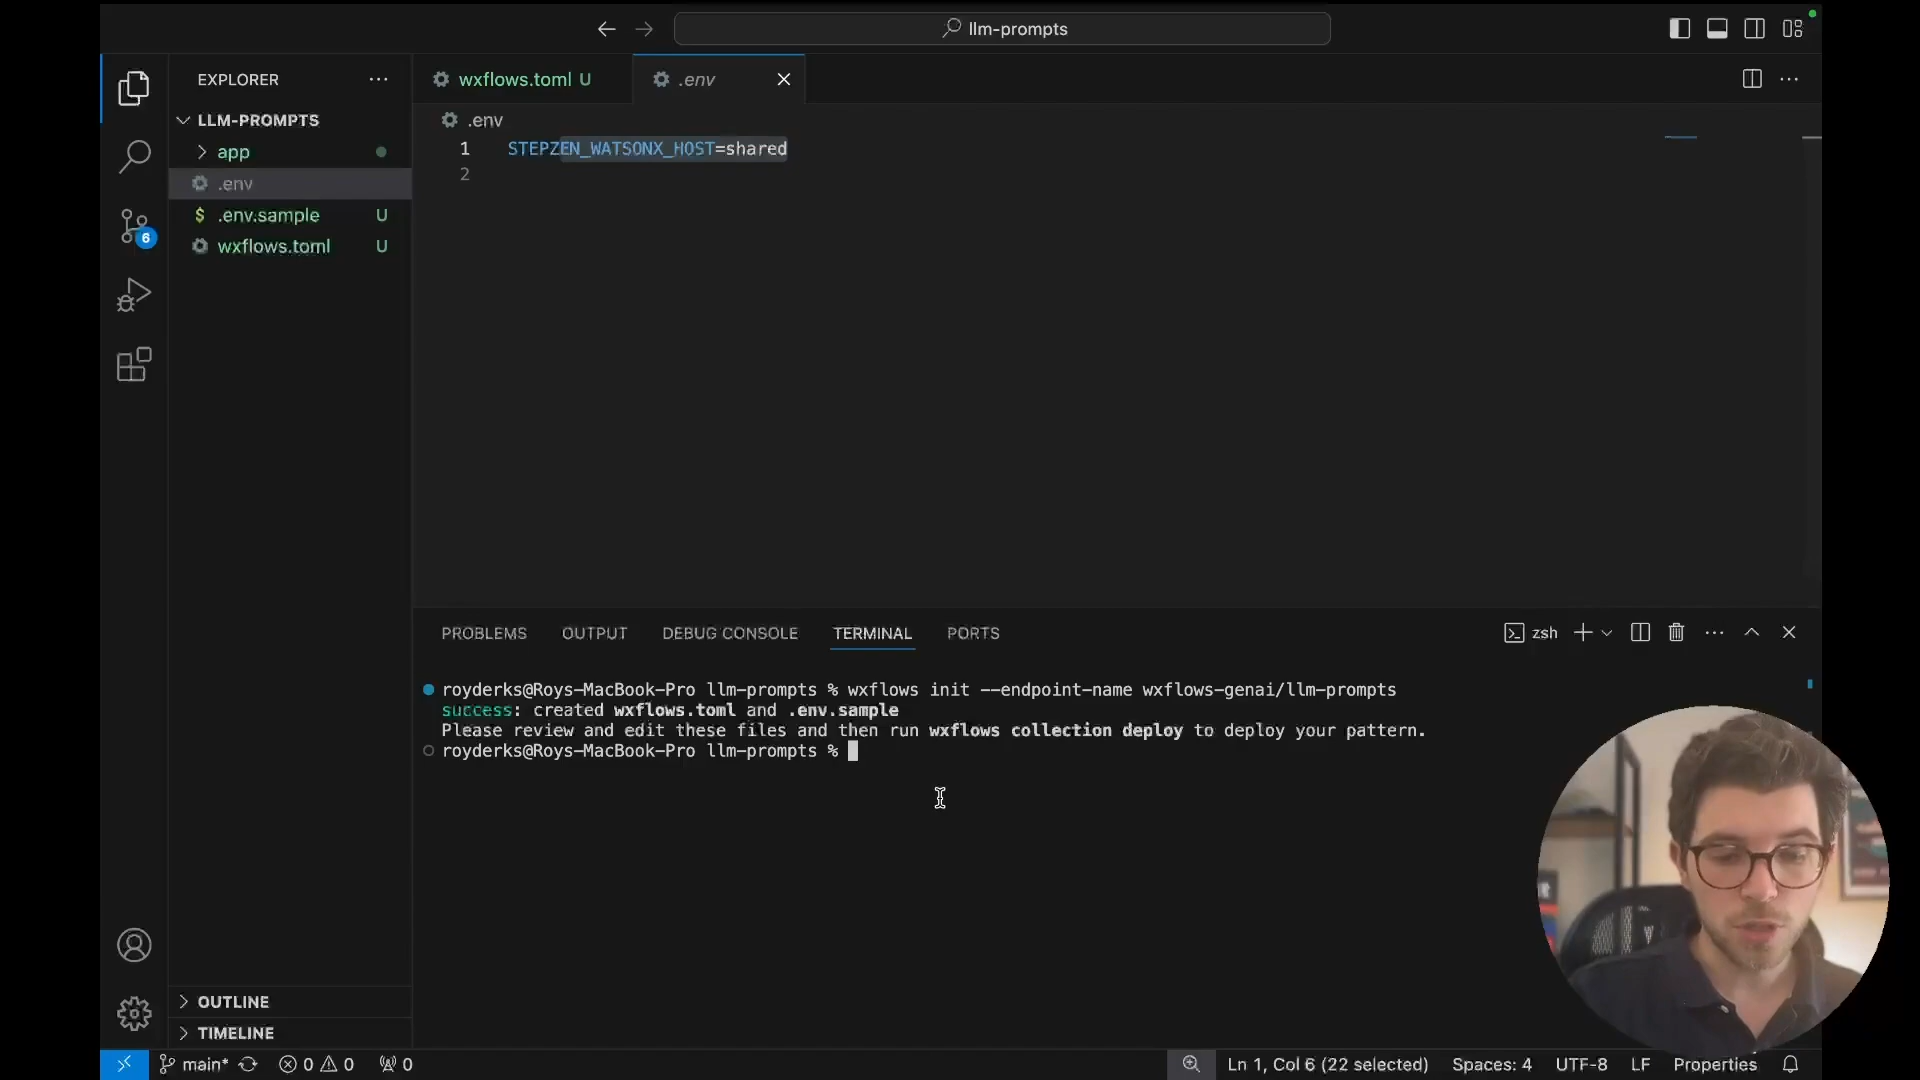 llm-prompts
EXPLORER
LLM-PROMPTS
app
.env
.env.sample U
wxflows.toml U
6
OUTLINE
TIMELINE
wxflows.toml U
.env
.env
1 STEPZEN_WATSONX_HOST=shared
2
PROBLEMS OUTPUT DEBUG CONSOLE TERMINAL PORTS
zsh
royderks@Roys-MacBook-Pro llm-prompts % wxflows init --endpoint-name wxflows-genai/llm-prompts
success: created wxflows.toml and .env.sample
Please review and edit these files and then run wxflows collection deploy to deploy your pattern.
royderks@Roys-MacBook-Pro llm-prompts %
main* 0 0 0 Ln 1, Col 6 (22 selected) Spaces: 4 UTF-8 LF Properties